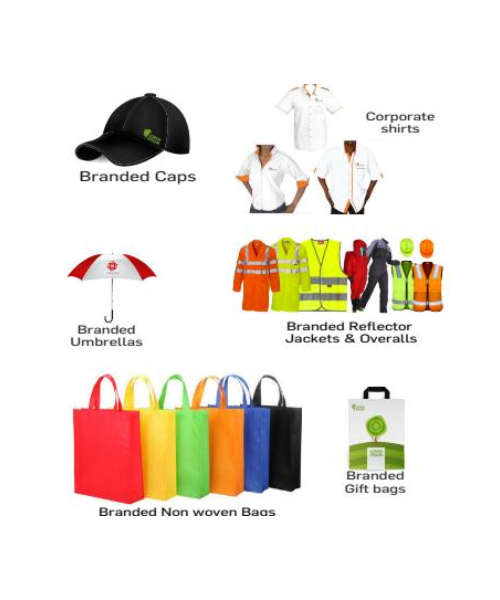 Branded Caps
Corporate
shirts
Branded
Umbrellas
Branded Reflector
Jackets & Overalls
Branded Non woven Bags
Branded
Gift bags